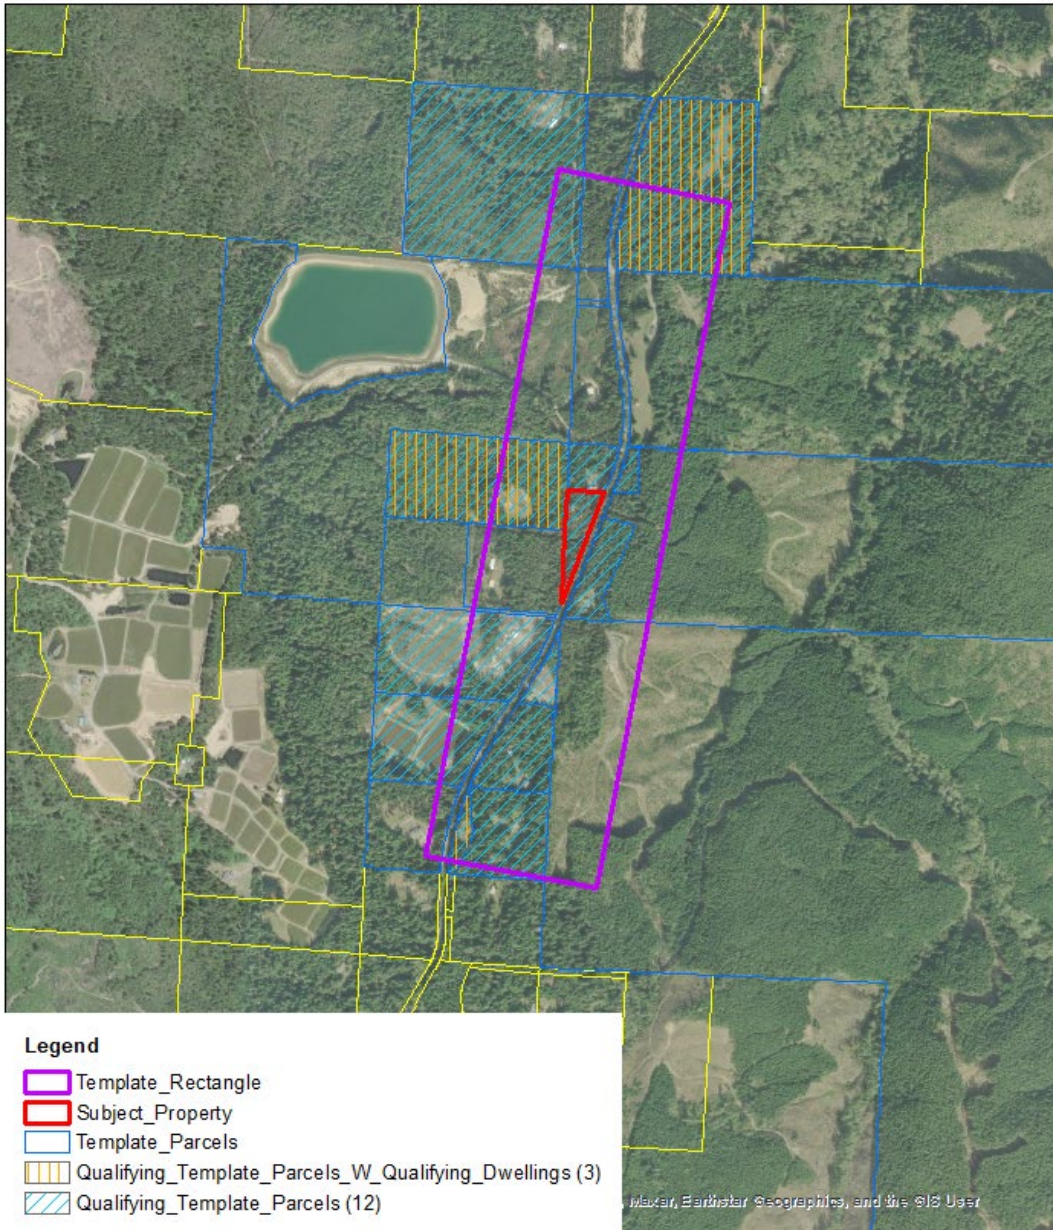 Legend
Template_Rectangle
Subject_Property
Template_Parcels
Qualifying_Template_Parcels_W_Qualifying_Dwellings (3)
Qualifying_Template_Parcels (12)
, Maxar, Earthstar Geographics, and the GIS User